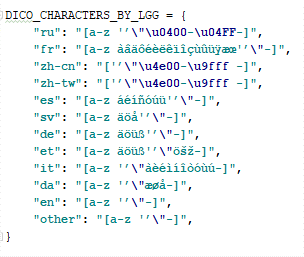 DICO_CHARACTERS_BY_LGG = {
"ru": "[a-z '’\"\u0400-\u04FF-]",
"fr": "[a-z àâäôéèëêïîçùûüÿæœ'’\"-]",
"zh-cn": "['’\"\u4e00-\u9fff -]",
"zh-tw": "['’\"\u4e00-\u9fff -]",
"es": "[a-z áéíñóúü'’\"-]",
"sv": "[a-z äöå'’\"-]",
"de": "[a-z äöüß'’\"-]",
"et": "[a-z äöüß'’\"õšž-]",
"it": "[a-z '’\"àèéìíîòóùú-]",
"da": "[a-z '’\"æøå-]",
"en": "[a-z '’\"-]",
"other": "[a-z '’\"-]",
}